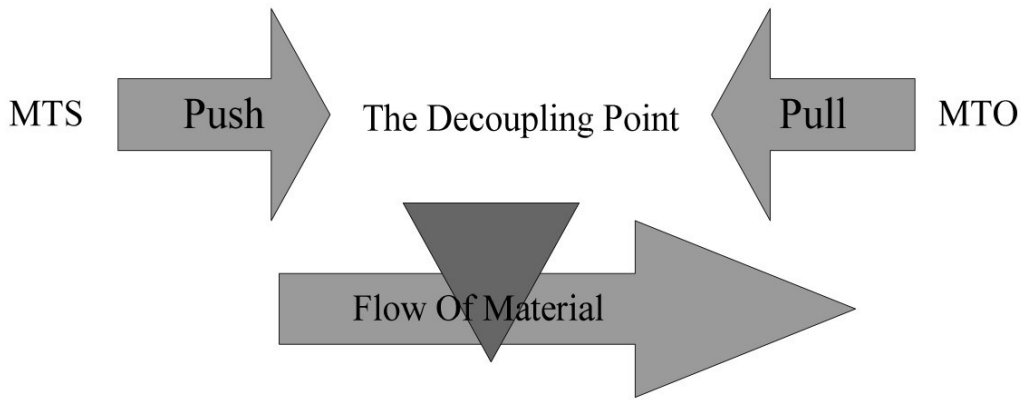 MTS
Push
The Decoupling Point
Pull
MTO
Flow Of Material